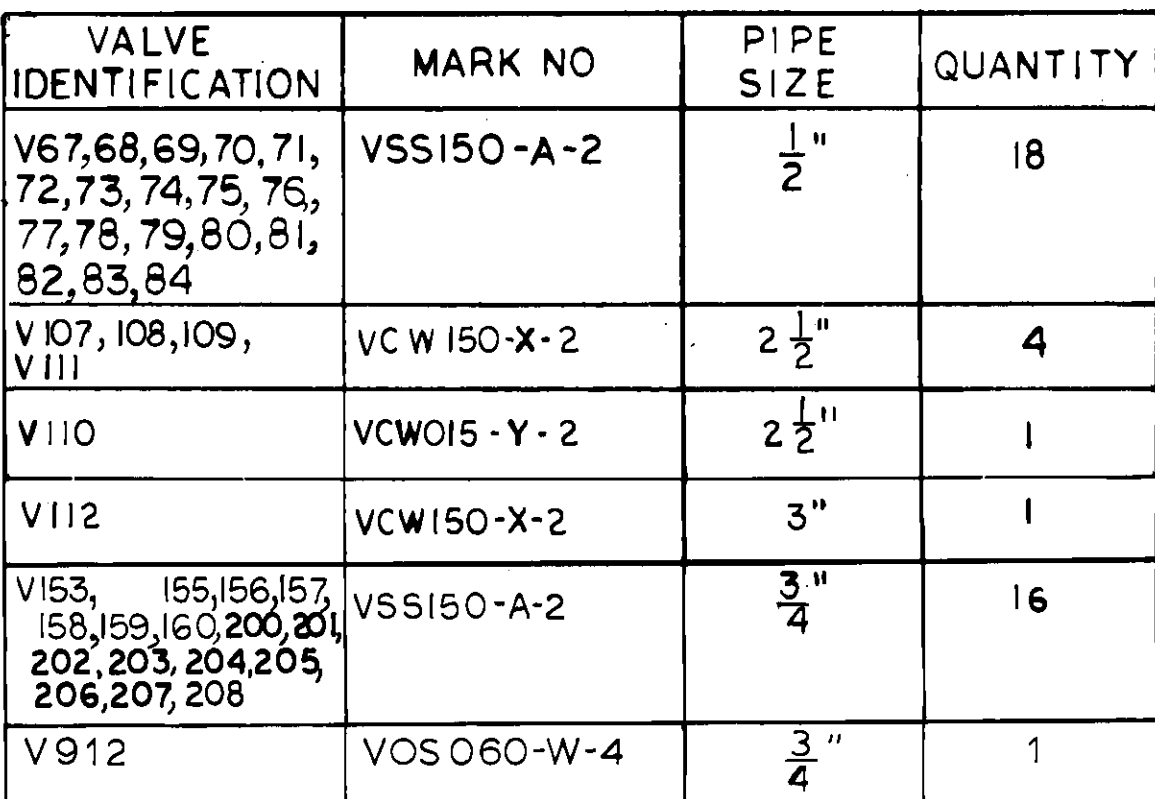 VALVE IDENTIFICATION | MARK NO | PIPE SIZE | QUANTITY
V67,68,69,70,71, | VSS150-A-2 | 1/2" | 18
72,73,74,75, 76,,
77,78,79,80,81,
82,83,84
V107,108,109, | VCW150-X-2 | 2 1/2" | 4
V111
V110 | VCW015-Y-2 | 2 1/2" | 1
V112 | VCW150-X-2 | 3" | 1
V153, 155,156,157, | VSS150-A-2 | 3/4" | 16
158,159,160,200,201,
202,203,204,205,
206,207,208
V912 | VOS060-W-4 | 3/4" | 1